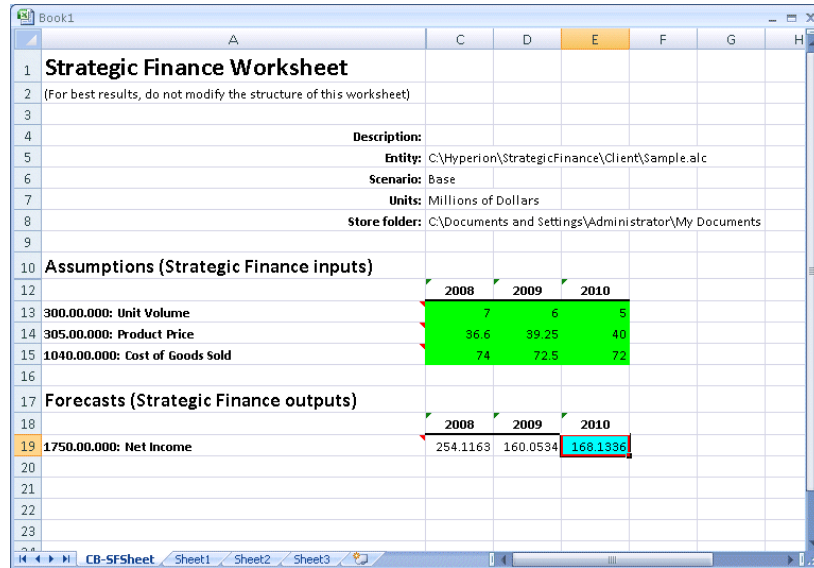 Book1
A C D E F G H
1 Strategic Finance Worksheet
2 (For best results, do not modify the structure of this worksheet)
3
4 Description:
5 Entity: C:\Hyperion\StrategicFinance\Client\Sample.alc
6 Scenario: Base
7 Units: Millions of Dollars
8 Store folder: C:\Documents and Settings\Administrator\My Documents
9
10 Assumptions (Strategic Finance inputs)
12 2008 2009 2010
13 300.00.000: Unit Volume 7 6 5
14 305.00.000: Product Price 36.6 39.25 40
15 1040.00.000: Cost of Goods Sold 74 72.5 72
16
17 Forecasts (Strategic Finance outputs)
18 2008 2009 2010
19 1750.00.000: Net Income 254.1163 160.0534 168.1336
20
21
22
23
CB-SFSheet Sheet1 Sheet2 Sheet3